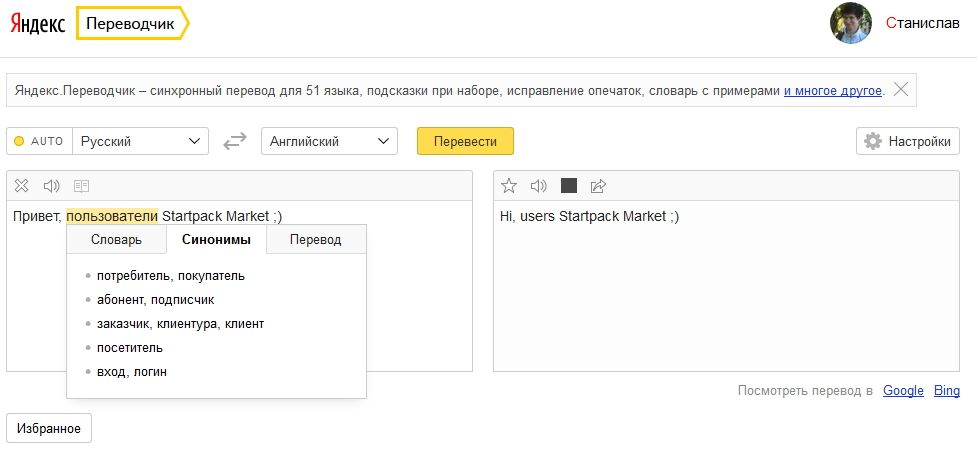 Яндекс Переводчик Станислав
Яндекс.Переводчик – синхронный перевод для 51 языка, подсказки при наборе, исправление опечаток, словарь с примерами и многое другое.
AUTO Русский Английский Перевести Настройки
Привет, пользователи Startpack Market ;)
Hi, users Startpack Market ;)
Словарь Синонимы Перевод
потребитель, покупатель
абонент, подписчик
заказчик, клиентура, клиент
посетитель
вход, логин
Посмотреть перевод в Google Bing
Избранное